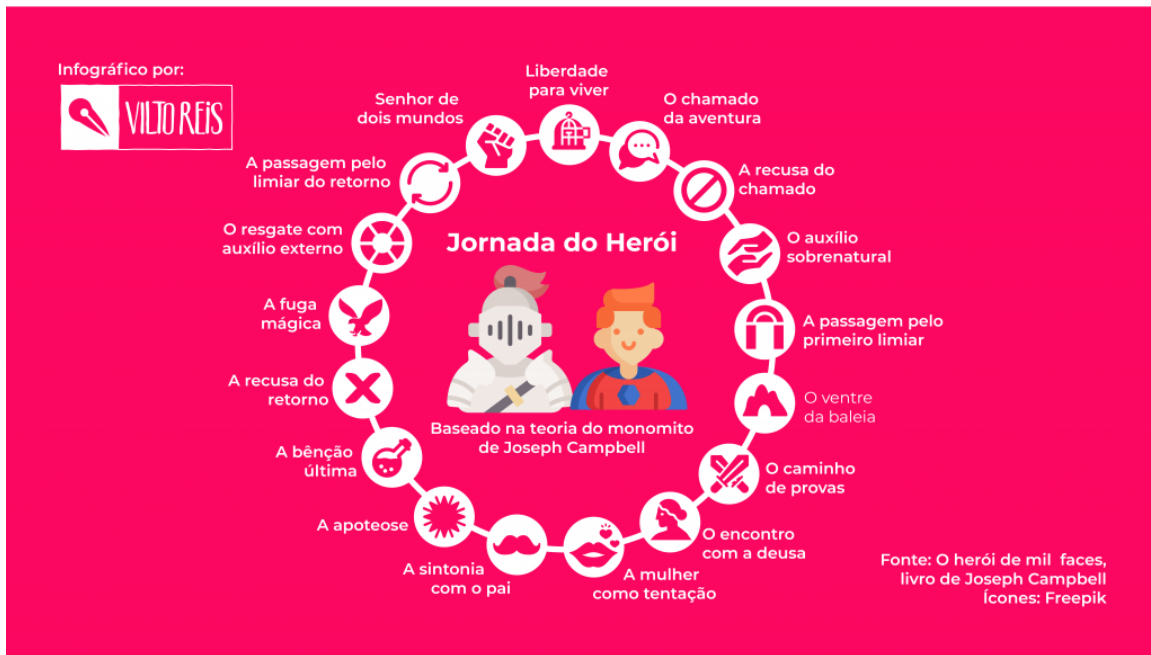 Infográfico por:
VILTO REIS
Liberdade
para viver
O chamado
da aventura
A recusa do
chamado
O auxílio
sobrenatural
A passagem pelo
primeiro limiar
O ventre
da baleia
O caminho
de provas
O encontro
com a deusa
A mulher
como tentação
A sintonia
com o pai
A apoteose
A bênção
última
A recusa do
retorno
A fuga
mágica
O resgate com
auxílio externo
A passagem pelo
limiar do retorno
Senhor de
dois mundos
Jornada do Herói
Baseado na teoria do monomito
de Joseph Campbell
Fonte: O herói de mil faces,
livro de Joseph Campbell
Ícones: Freepik